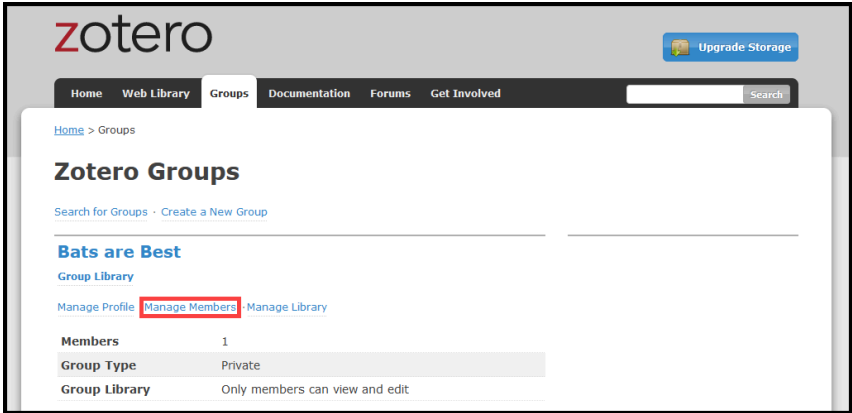 zotero
Upgrade Storage
Home Web Library Groups Documentation Forums Get Involved Search
Home > Groups
Zotero Groups
Search for Groups · Create a New Group
Bats are Best
Group Library
Manage Profile Manage Members · Manage Library
Members 1
Group Type Private
Group Library Only members can view and edit